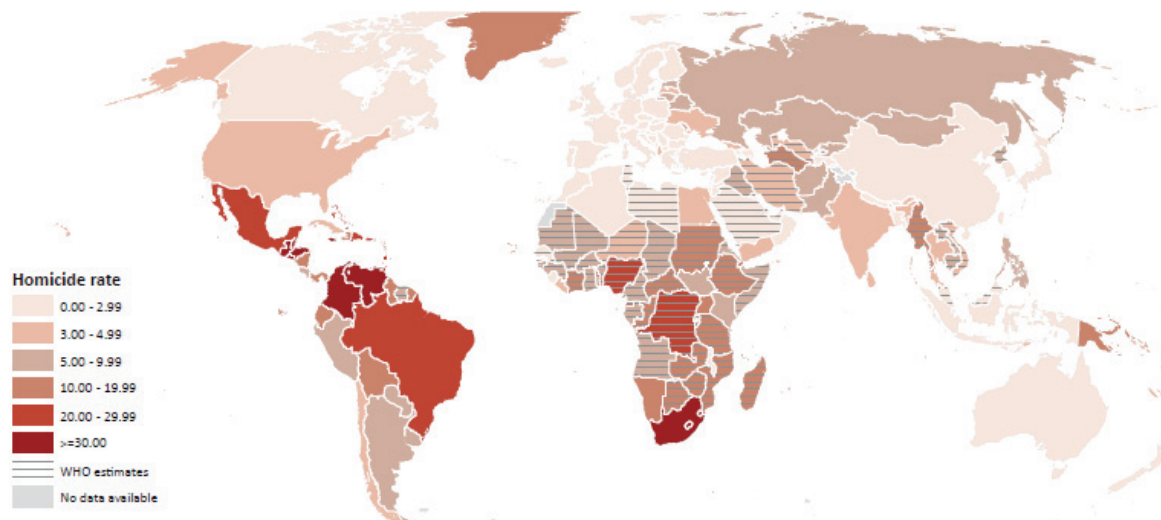 Homicide rate
0.00 - 2.99
3.00 - 4.99
5.00 - 9.99
10.00 - 19.99
20.00 - 29.99
>=30.00
WHO estimates
No data available